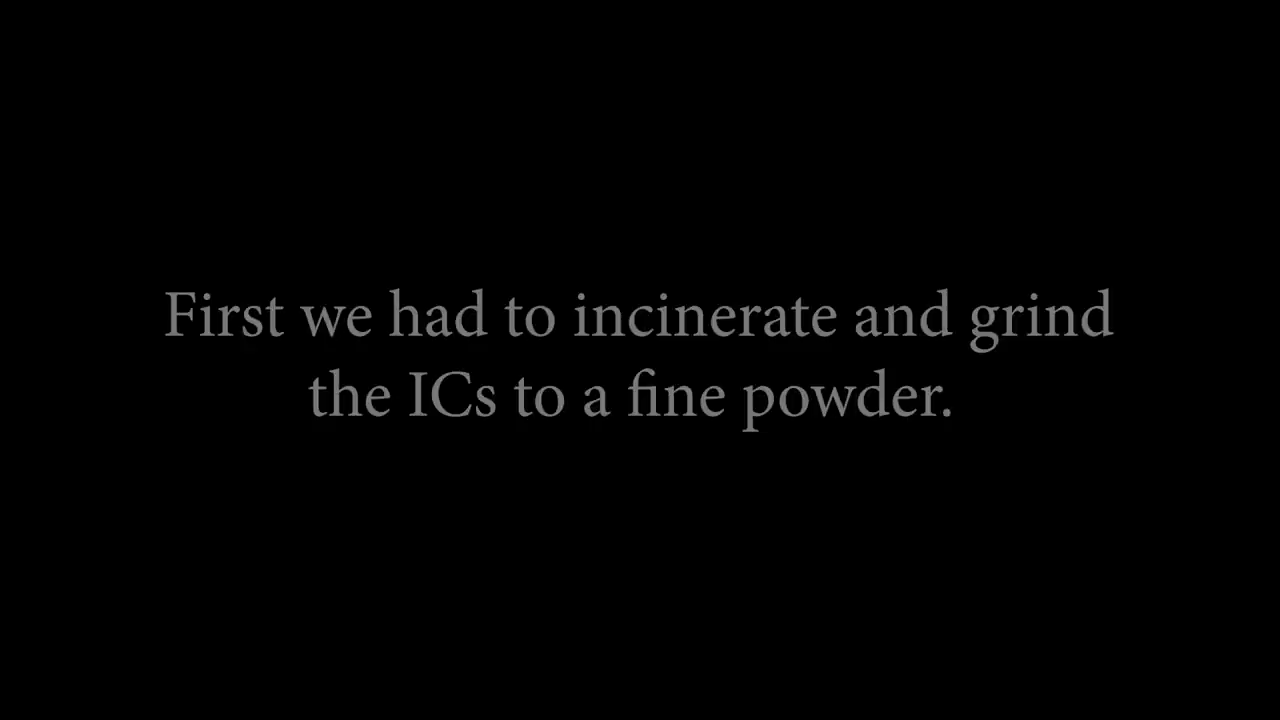 First we had to incinerate and grind
the ICs to a fine powder.